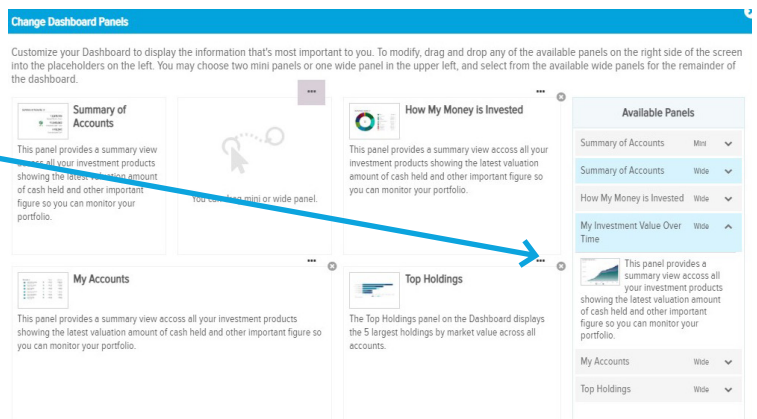 Change Dashboard Panels
Customize your Dashboard to display the information that's most important to you. To modify, drag and drop any of the available panels on the right side of the screen
into the placeholders on the left. You may choose two mini panels or one wide panel in the upper left, and select from the available wide panels for the remainder of
the dashboard.
Summary of
Accounts
This panel provides a summary view
across all your investment products
showing the latest valuation amount
of cash held and other important
figure so you can monitor your
portfolio.
You can drag mini or wide panel.
How My Money is Invested
This panel provides a summary view accoss all your
investment products showing the latest valuation
amount of cash held and other important figure so
you can monitor your portfolio.
My Accounts
This panel provides a summary view accoss all your investment products
showing the latest valuation amount of cash held and other important figure so
you can monitor your portfolio.
Top Holdings
The Top Holdings panel on the Dashboard displays
the 5 largest holdings by market value across all
accounts.
Available Panels
Summary of Accounts Mini
Summary of Accounts Wide
How My Money is Invested Wide
My Investment Value Over Wide
Time
This panel provides a
summary view accoss all
your investment products
showing the latest valuation amount
of cash held and other important
figure so you can monitor your
portfolio.
My Accounts Wide
Top Holdings Wide